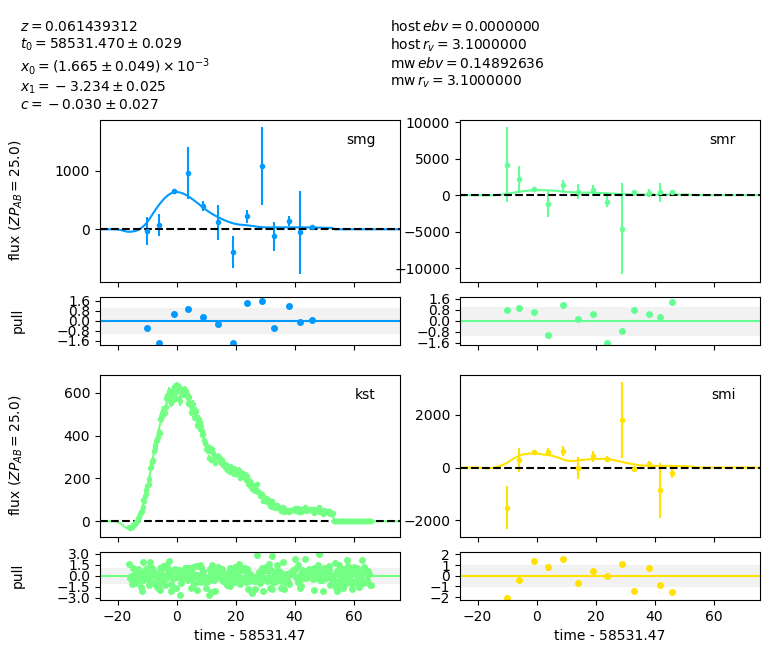 z = 0.061439312
t₀ = 58531.470 ± 0.029
x₀ = (1.665 ± 0.049) × 10⁻³
x₁ = −3.234 ± 0.025
c = −0.030 ± 0.027
host ebv = 0.0000000
host r_v = 3.1000000
mw ebv = 0.14892636
mw r_v = 3.1000000
smg
1000
0
flux (ZP_AB = 25.0)
smr
10000
5000
0
−5000
−10000
1.6
0.8
0.0
−0.8
−1.6
pull
1.6
0.8
0.0
−0.8
−1.6
kst
600
400
200
0
flux (ZP_AB = 25.0)
smi
2000
0
−2000
3.0
1.5
0.0
−1.5
−3.0
pull
−20 0 20 40 60
time - 58531.47
2
1
0
−1
−2
−20 0 20 40 60
time - 58531.47